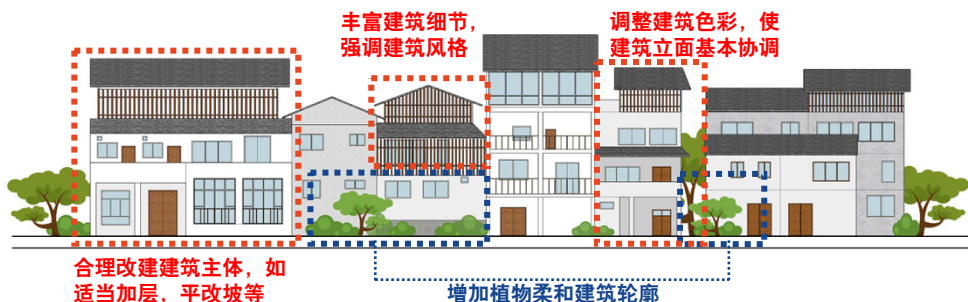 丰富建筑细节，
强调建筑风格
调整建筑色彩，使
建筑立面基本协调
合理改建建筑主体，如
适当加层，平改坡等
增加植物柔和建筑轮廓